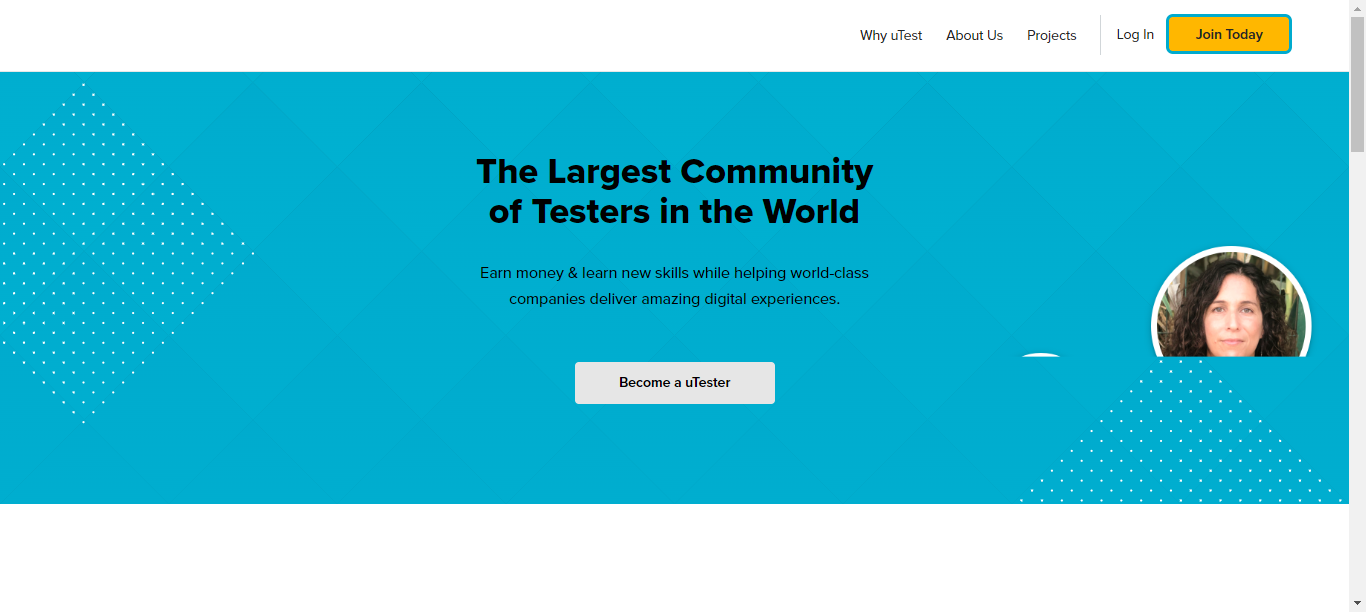 Why uTest About Us Projects Log In Join Today
The Largest Community
of Testers in the World
Earn money & learn new skills while helping world-class
companies deliver amazing digital experiences.
Become a uTester